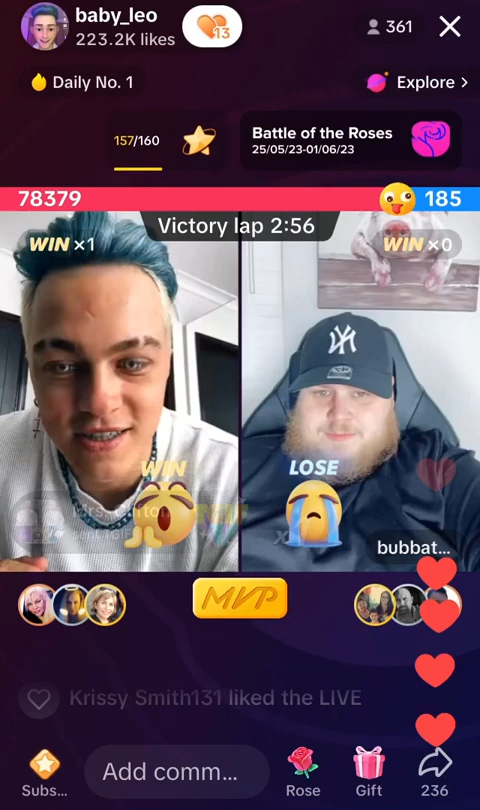 baby_leo
223.2K likes
13
361
Daily No. 1
Explore >
157/160
Battle of the Roses
25/05/23-01/06/23
78379
185
Victory lap 2:56
WIN ×1
WIN ×0
NY
WIN
LOSE
sent
bubbat...
MVP
Krissy Smith131 liked the LIVE
Add comm...
Subs...
Rose
Gift
236